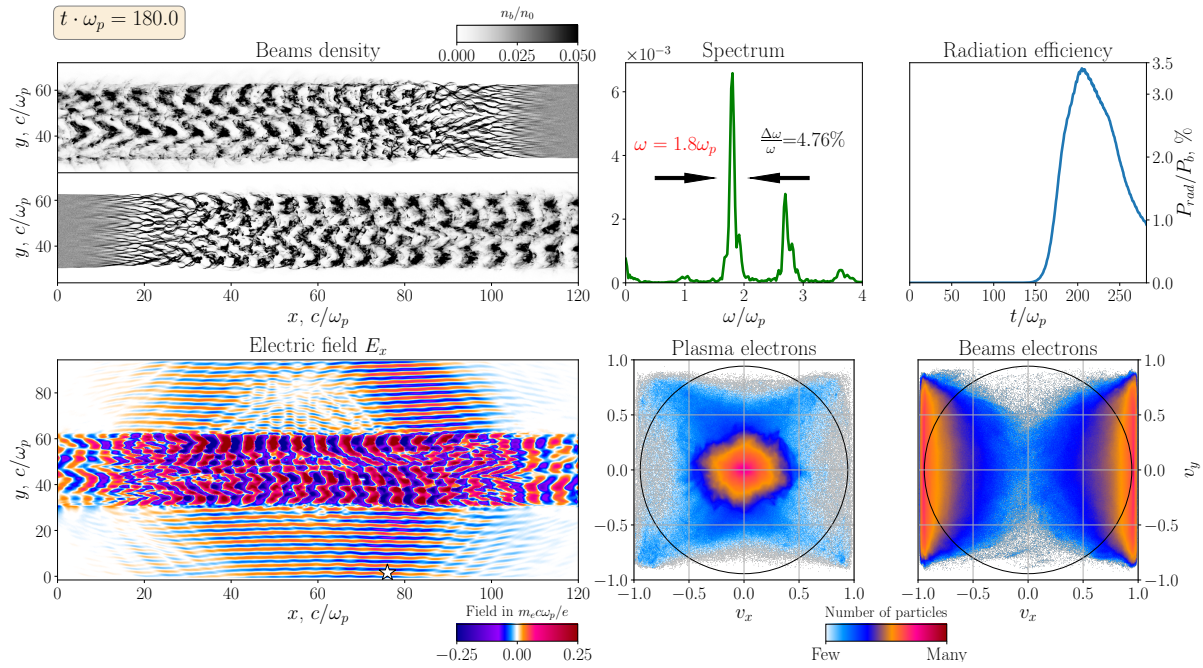 t · ω_p = 180.0
n_b/n_0
0.000 0.025 0.050
Beams density
y, c/ω_p
60
40
y, c/ω_p
60
40
0 20 40 60 80 100 120
x, c/ω_p
Spectrum
×10⁻³
6
4
2
0
ω = 1.8ω_p
Δω/ω=4.76%
0 1 2 3 4
ω/ω_p
Radiation efficiency
3.5
3.0
2.0
1.0
0.0
P_rad/P_b, %
0 50 100 150 200 250
t/ω_p
Electric field E_x
y, c/ω_p
80
60
40
20
0
0 20 40 60 80 100 120
x, c/ω_p
Field in m_e c ω_p/e
−0.25 0.00 0.25
Plasma electrons
1.0
0.5
0.0
−0.5
−1.0
−1.0 −0.5 0.0 0.5 1.0
v_x
Beams electrons
1.0
0.5
0.0
−0.5
−1.0
v_y
−1.0 −0.5 0.0 0.5 1.0
v_x
Number of particles
Few Many